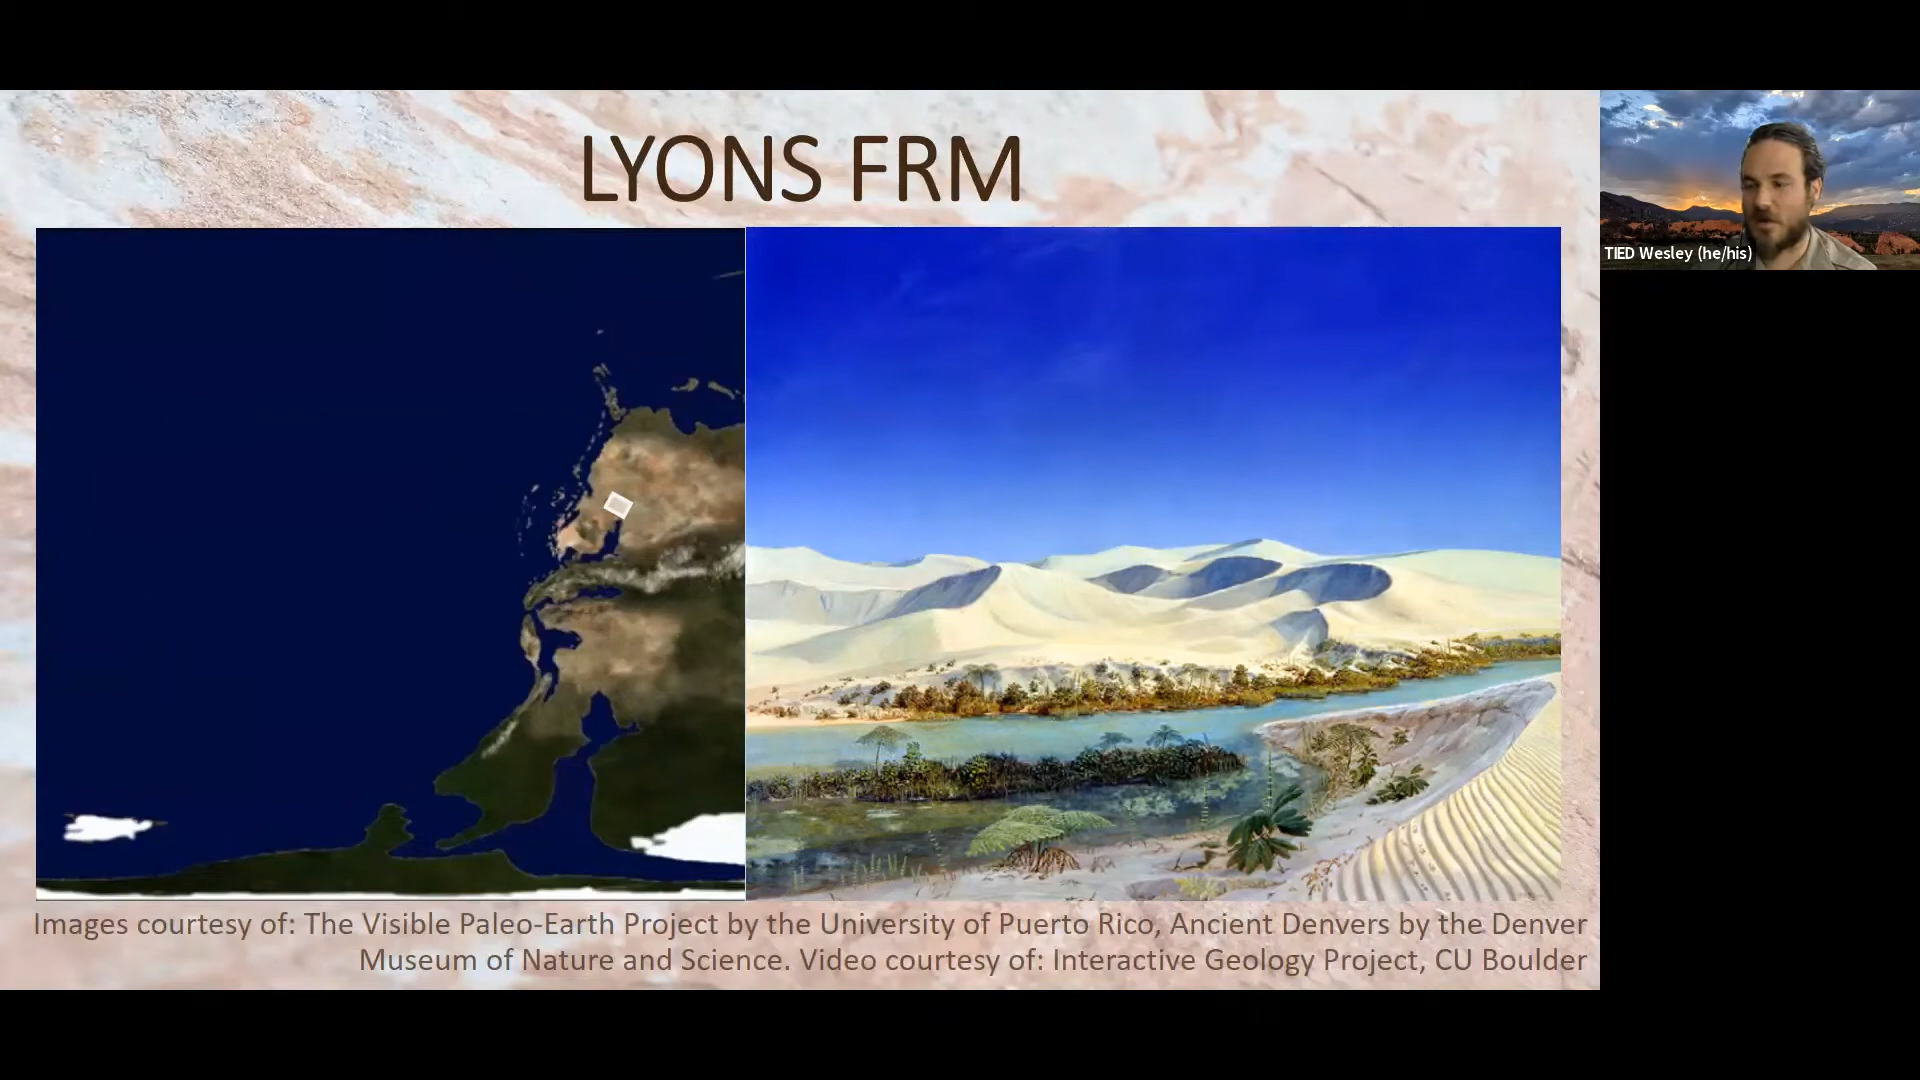 LYONS FRM
TIED Wesley (he/his)
Images courtesy of: The Visible Paleo-Earth Project by the University of Puerto Rico, Ancient Denvers by the Denver
Museum of Nature and Science. Video courtesy of: Interactive Geology Project, CU Boulder